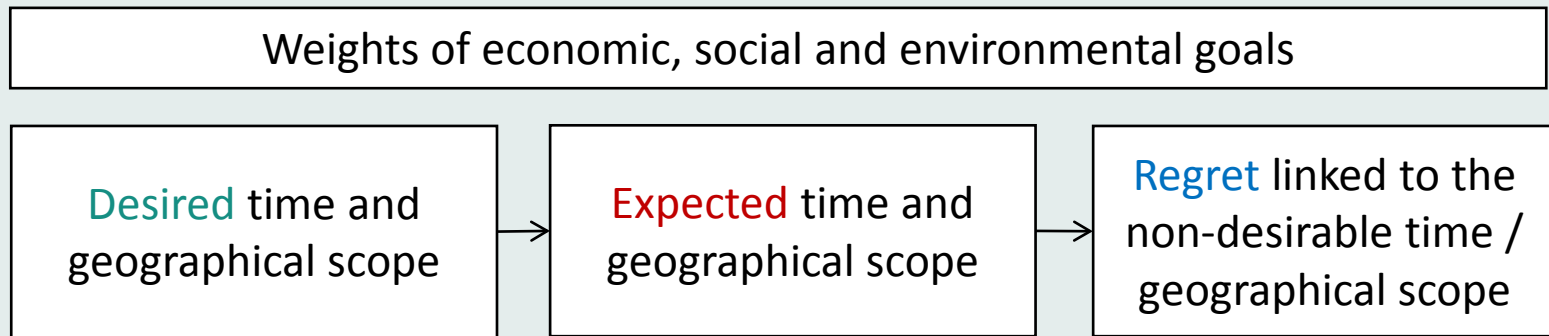 Weights of economic, social and environmental goals
Desired time and
geographical scope
Expected time and
geographical scope
Regret linked to the
non-desirable time /
geographical scope